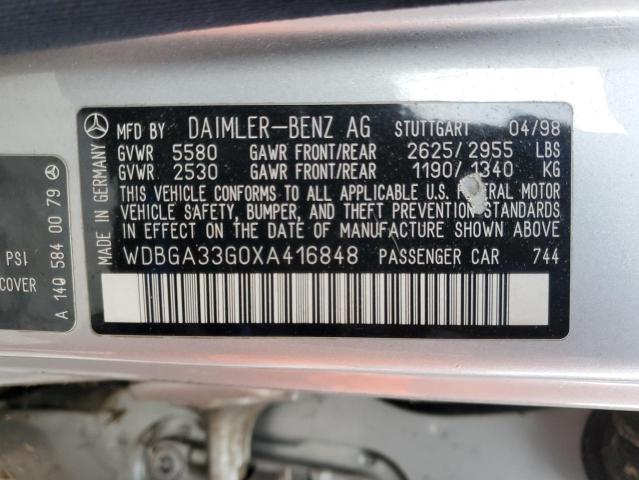 MFD BY DAIMLER-BENZ AG STUTTGART 04/98
GVWR 5580 GAWR FRONT/REAR 2625/2955 LBS
GVWR 2530 GAWR FRONT/REAR 1190/1340 KG
THIS VEHICLE CONFORMS TO ALL APPLICABLE U.S. FEDERAL MOTOR
VEHICLE SAFETY, BUMPER, AND THEFT PREVENTION STANDARDS
IN EFFECT ON THE DATE OF MANUFACTURE SHOWN ABOVE.
WDBGA33G0XA416848 PASSENGER CAR 744
MADE IN GERMANY
A 140 584 00 79
PSI
COVER